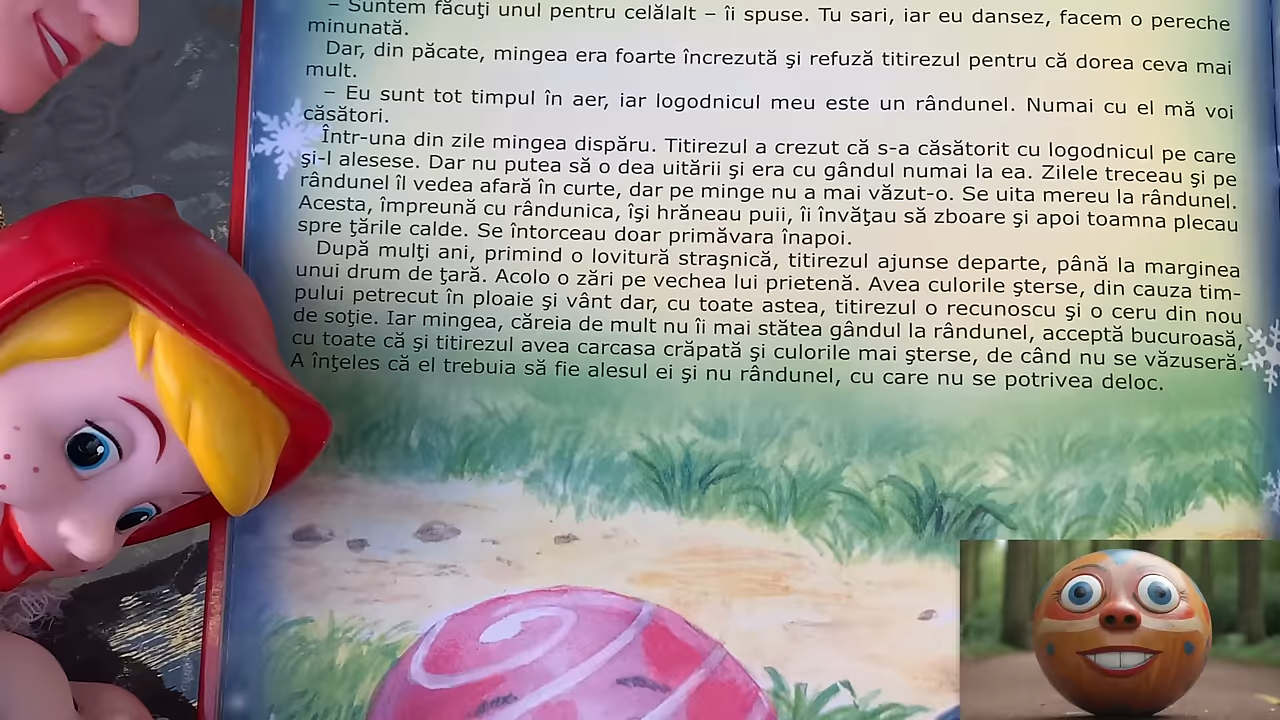 – Suntem făcuţi unul pentru celălalt – îi spuse. Tu sari, iar eu dansez, facem o pereche
minunată.
Dar, din păcate, mingea era foarte încrezută şi refuză titirezul pentru că dorea ceva mai
mult.
– Eu sunt tot timpul în aer, iar logodnicul meu este un rândunel. Numai cu el mă voi
căsători.
Într-una din zile mingea dispăru. Titirezul a crezut că s-a căsătorit cu logodnicul pe care
şi-l alesese. Dar nu putea să o dea uitării şi era cu gândul numai la ea. Zilele treceau şi pe
rândunel îl vedea afară în curte, dar pe minge nu a mai văzut-o. Se uita mereu la rândunel.
Acesta, împreună cu rândunica, îşi hrăneau puii, îi învăţau să zboare şi apoi toamna plecau
spre ţările calde. Se întorceau doar primăvara înapoi.
După mulţi ani, primind o lovitură straşnică, titirezul ajunse departe, până la marginea
unui drum de ţară. Acolo o zări pe vechea lui prietenă. Avea culorile şterse, din cauza tim-
pului petrecut în ploaie şi vânt dar, cu toate astea, titirezul o recunoscu şi o ceru din nou
de soţie. Iar mingea, căreia de mult nu îi mai stătea gândul la rândunel, acceptă bucuroasă,
cu toate că şi titirezul avea carcasa crăpată şi culorile mai şterse, de când nu se văzuseră.
A înţeles că el trebuia să fie alesul ei şi nu rândunel, cu care nu se potrivea deloc.